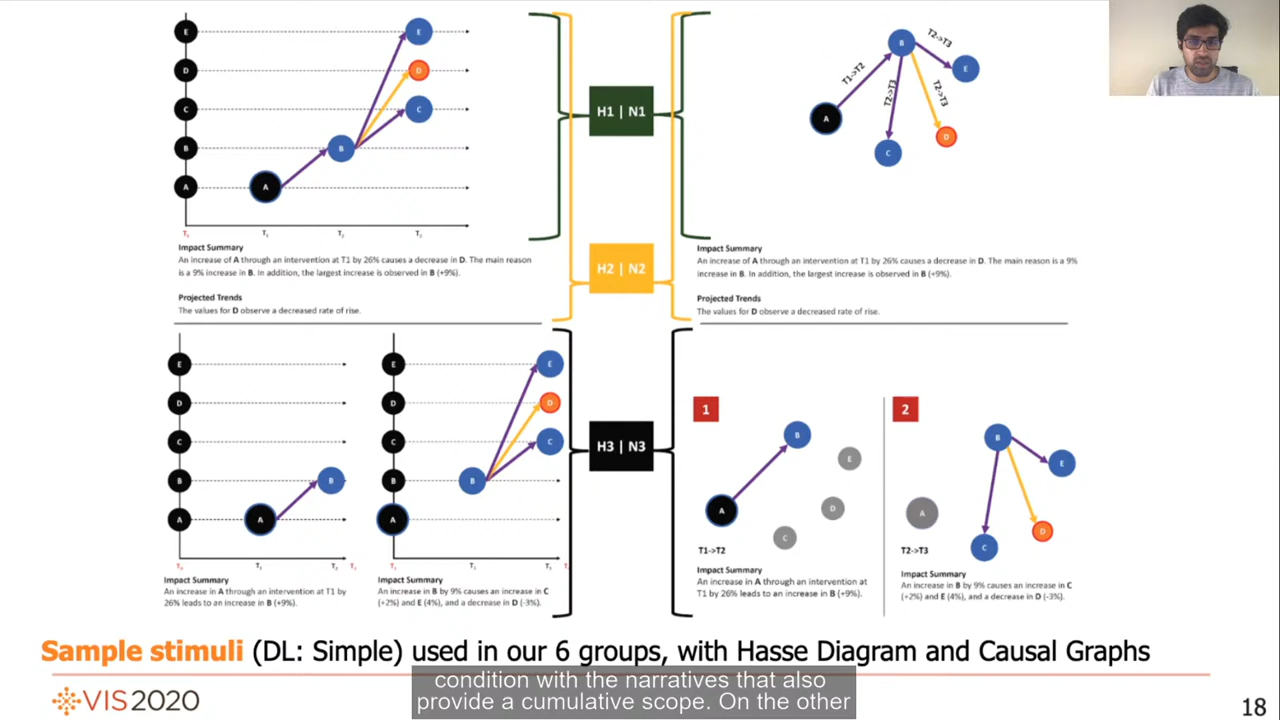 E
D
C
B
A
A
B
E
D
C
T₁
H1 | N1
H2 | N2
H3 | N3
A
B
C
D
E
T1->T2
T2->T3
T2->T3
T2->T3
Impact Summary
An increase of A through an intervention at T1 by 26% causes a decrease in D. The main reason
is a 9% increase in B. In addition, the largest increase is observed in B (+9%).
Projected Trends
The values for D observe a decreased rate of rise.
Impact Summary
An increase of A through an intervention at T1 by 26% causes a decrease in D. The main reason is a 9%
increase in B. In addition, the largest increase is observed in B (+9%).
Projected Trends
The values for D observe a decreased rate of rise.
E
D
C
B
A
A
B
Impact Summary
An increase in A through an intervention at T1 by
26% leads to an increase in B (+9%).
E
D
C
B
A
B
E
D
C
Impact Summary
An increase of B by 9% causes an increase in C
(+2%) and E (4%), and a decrease in D (-3%).
1
A
B
E
D
C
T1->T2
Impact Summary
An increase in A through an intervention at
T1 by 26% leads to an increase in B (+9%).
2
B
E
A
D
C
T2->T3
Impact Summary
An increase in B by 9% causes an increase in C
(+2%) and E (4%), and a decrease in D (-3%).
Sample stimuli (DL: Simple) used in our 6 groups, with Hasse Diagram and Causal Graphs
condition with the narratives that also
provide a cumulative scope. On the other
VIS2020
18